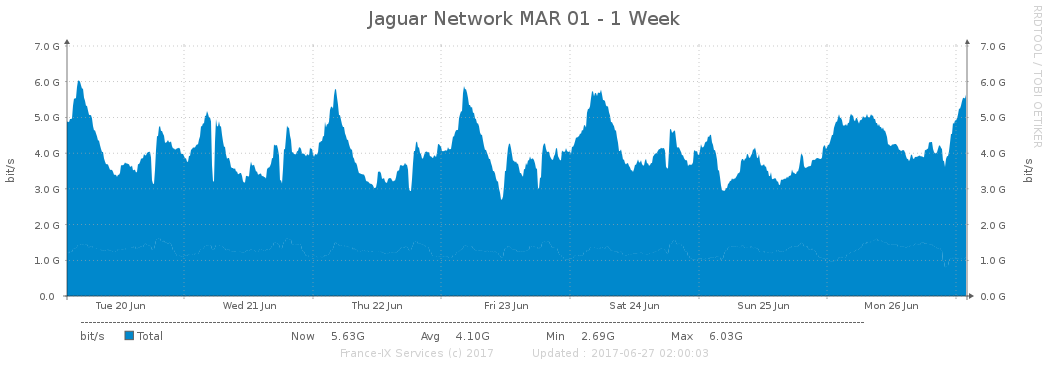 Jaguar Network MAR 01 - 1 Week
RRDTOOL / TOBI OETIKER
7.0 G 7.0 G
6.0 G 6.0 G
5.0 G 5.0 G
4.0 G 4.0 G
3.0 G 3.0 G
2.0 G 2.0 G
1.0 G 1.0 G
0.0 0.0 G
bit/s
bit/s
Tue 20 Jun Wed 21 Jun Thu 22 Jun Fri 23 Jun Sat 24 Jun Sun 25 Jun Mon 26 Jun
bit/s Total Now 5.63G Avg 4.10G Min 2.69G Max 6.03G
France-IX Services (c) 2017 Updated : 2017-06-27 02:00:03